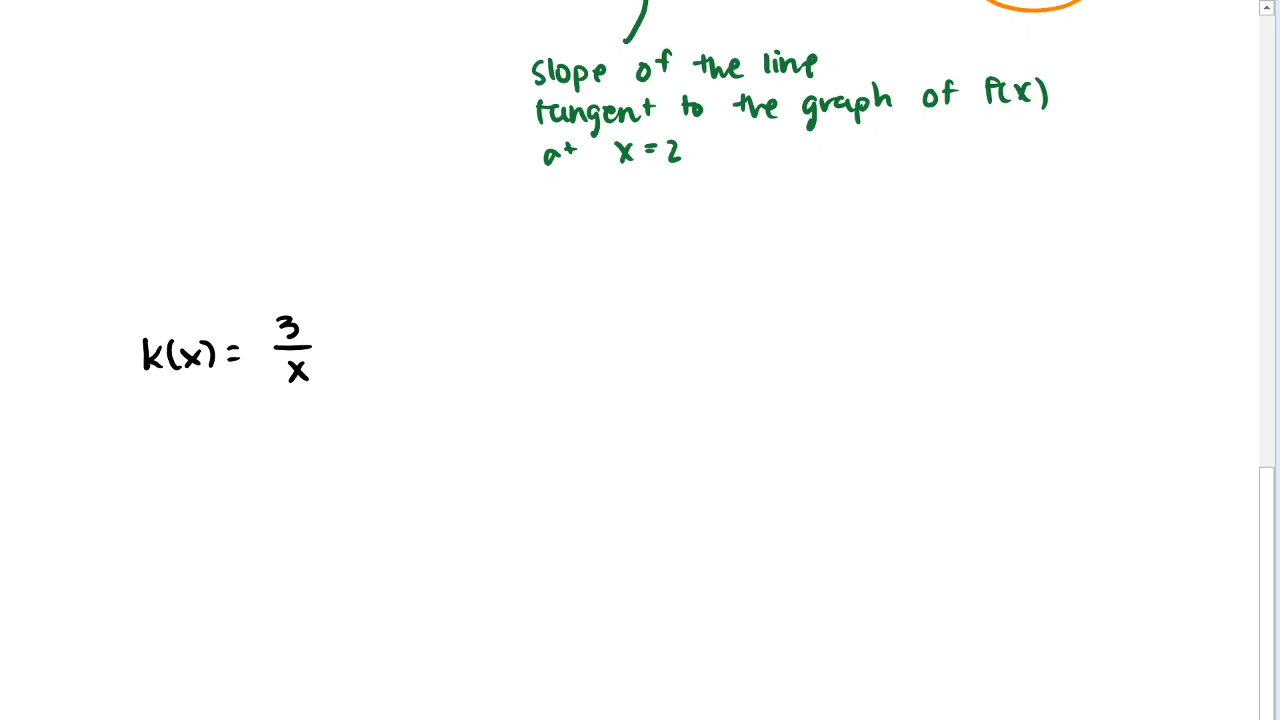 slope of the line
tangent to the graph of f(x)
at x = 2
k(x) = 3/x